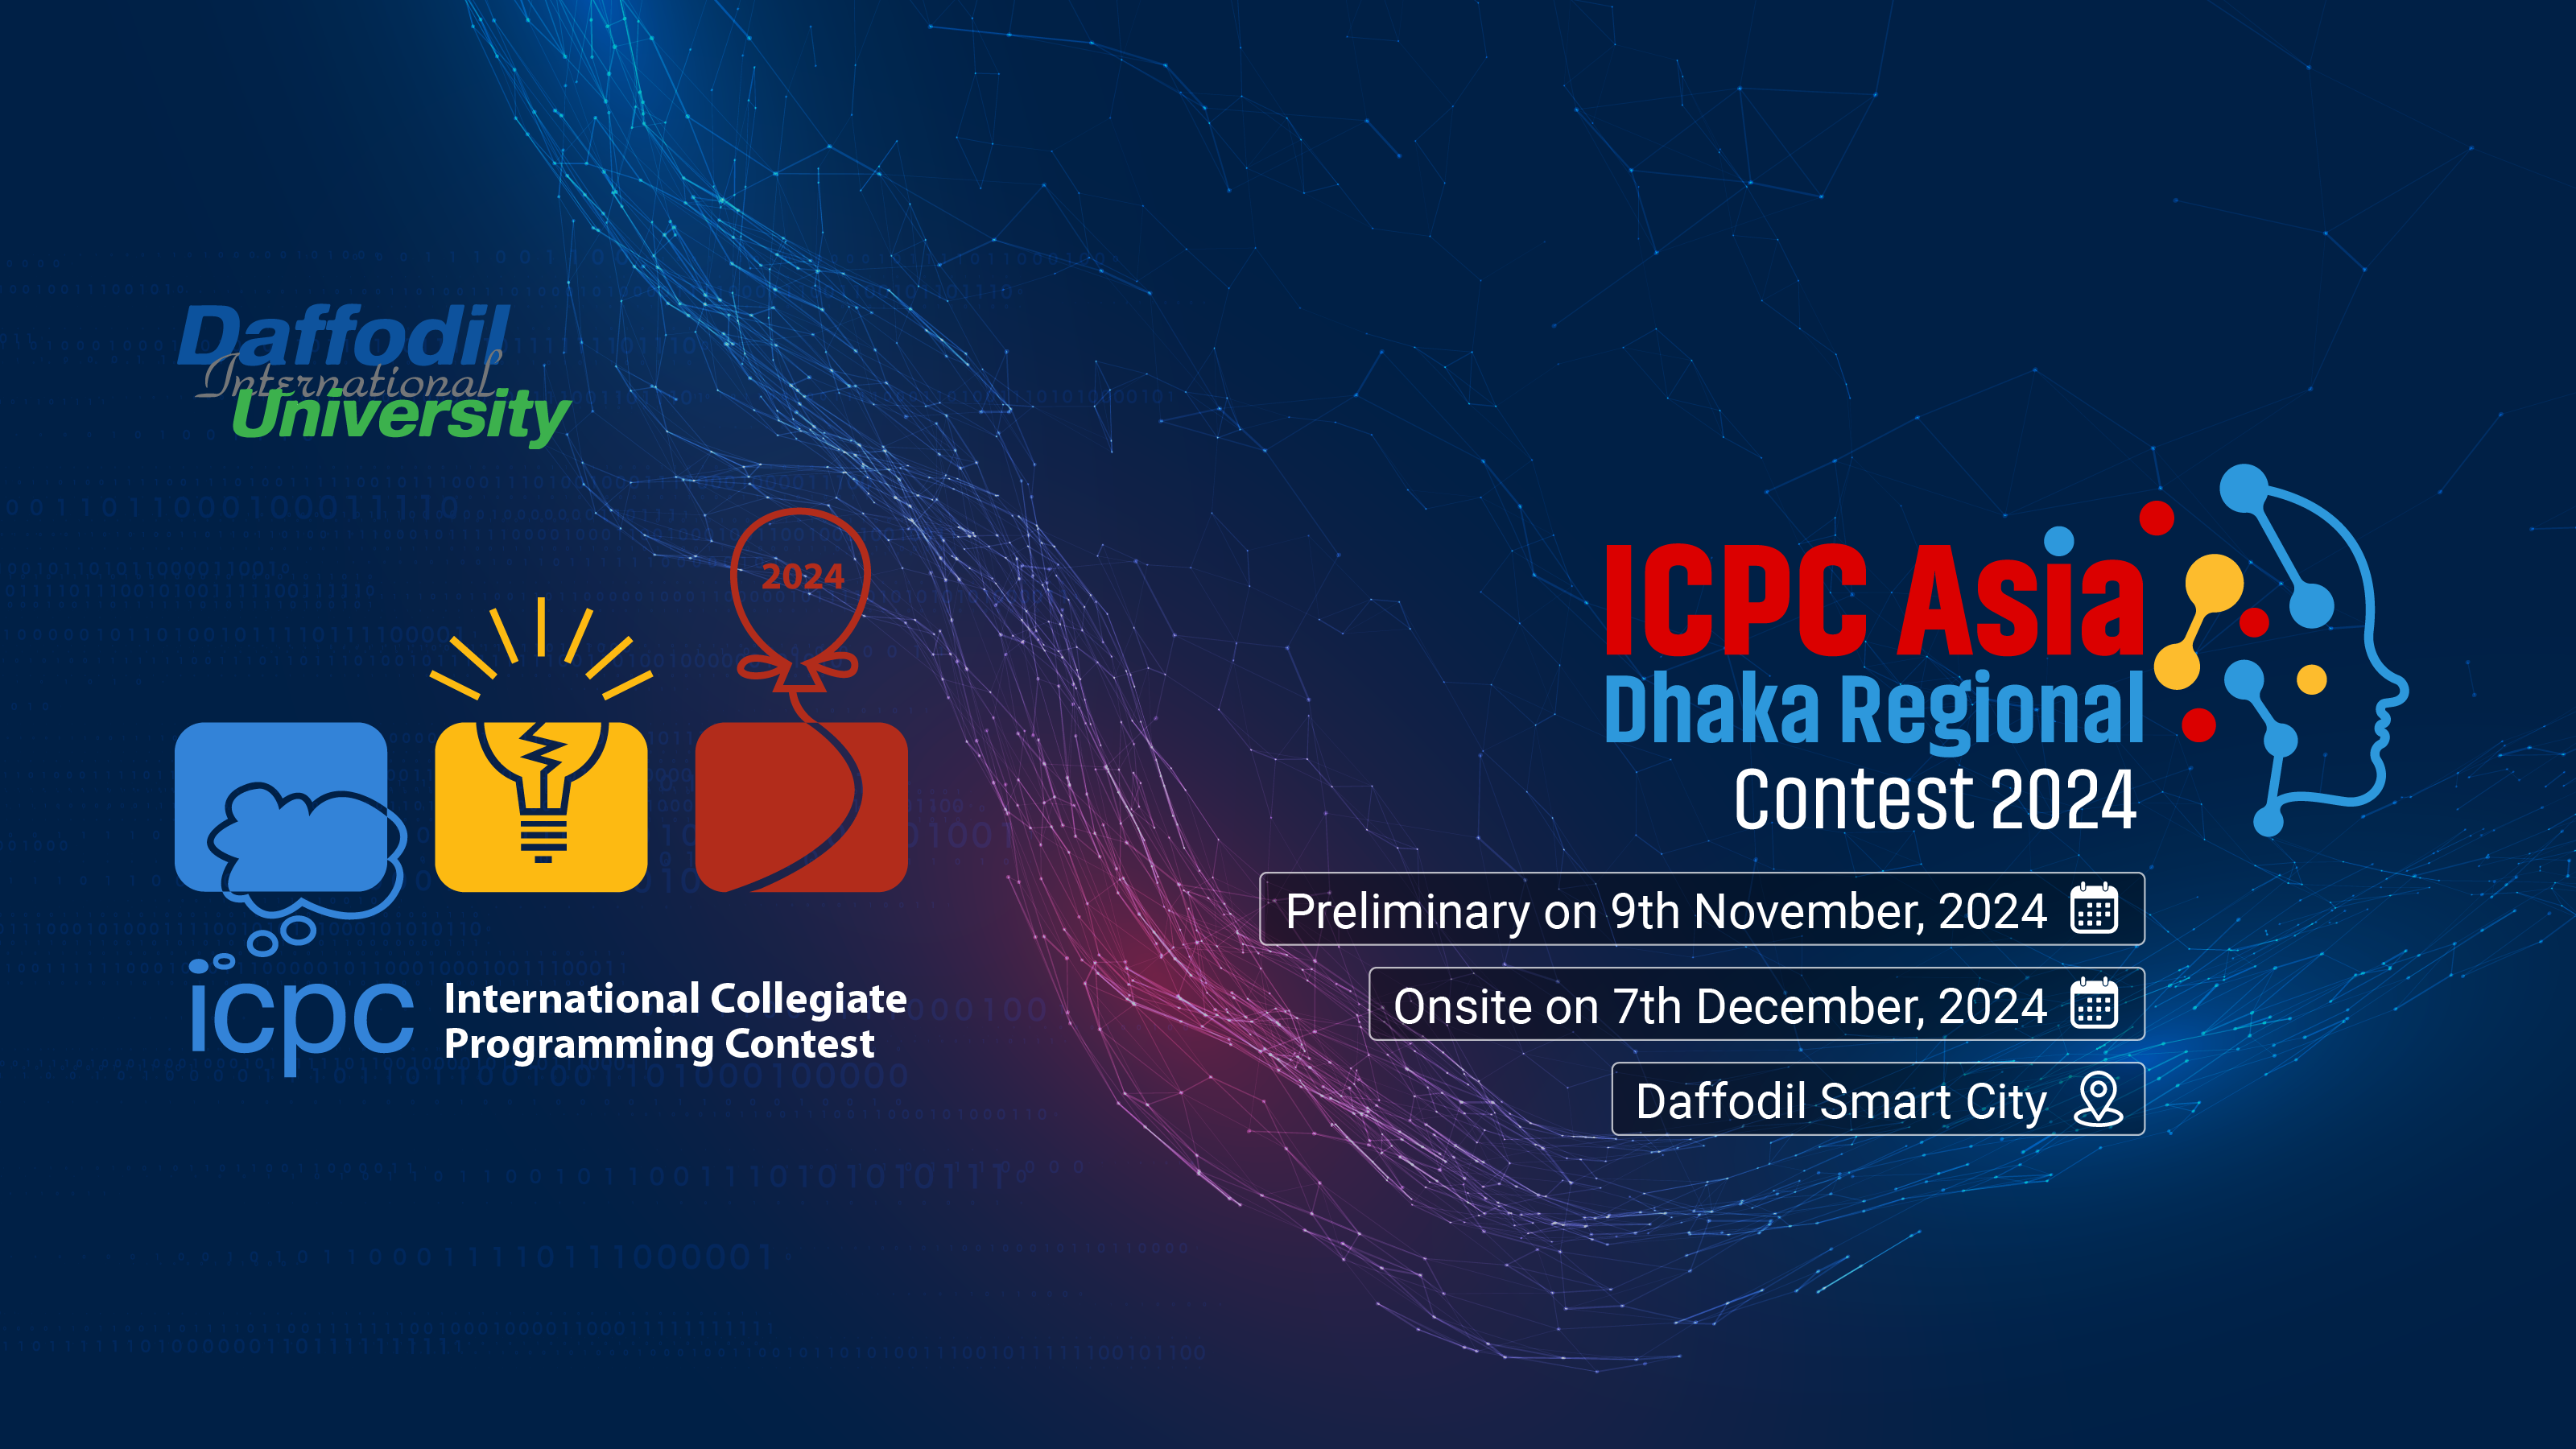 Daffodil
International
University
2024
icpc
International Collegiate
Programming Contest
ICPC Asia
Dhaka Regional
Contest 2024
Preliminary on 9th November, 2024
Onsite on 7th December, 2024
Daffodil Smart City